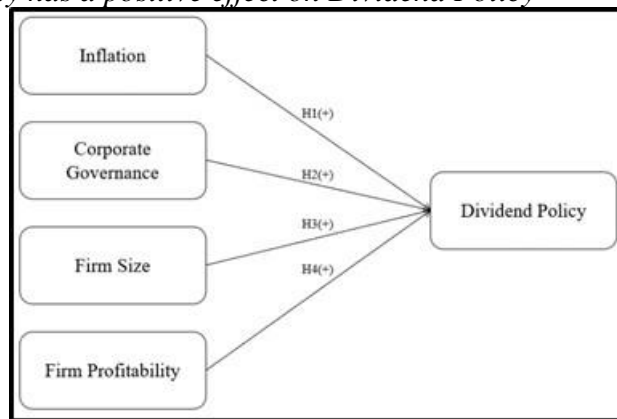 y has a positive effect on Dividend Policy
Inflation
H1(+)
Corporate
Governance
H2(+)
Dividend Policy
H3(+)
Firm Size
H4(+)
Firm Profitability